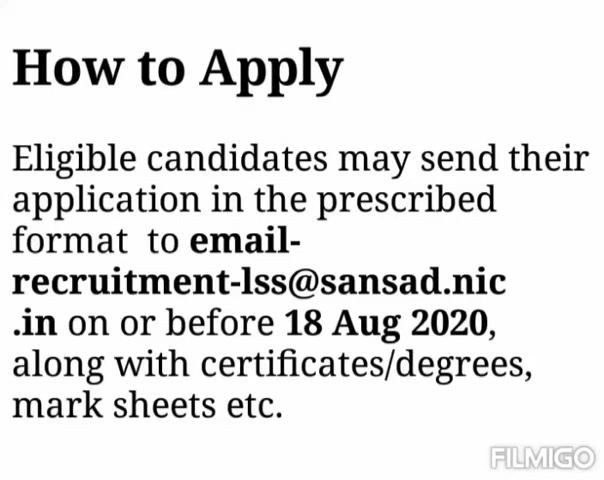 How to Apply
Eligible candidates may send their
application in the prescribed
format to email-
recruitment-lss@sansad.nic
.in on or before 18 Aug 2020,
along with certificates/degrees,
mark sheets etc.
FILMIGO